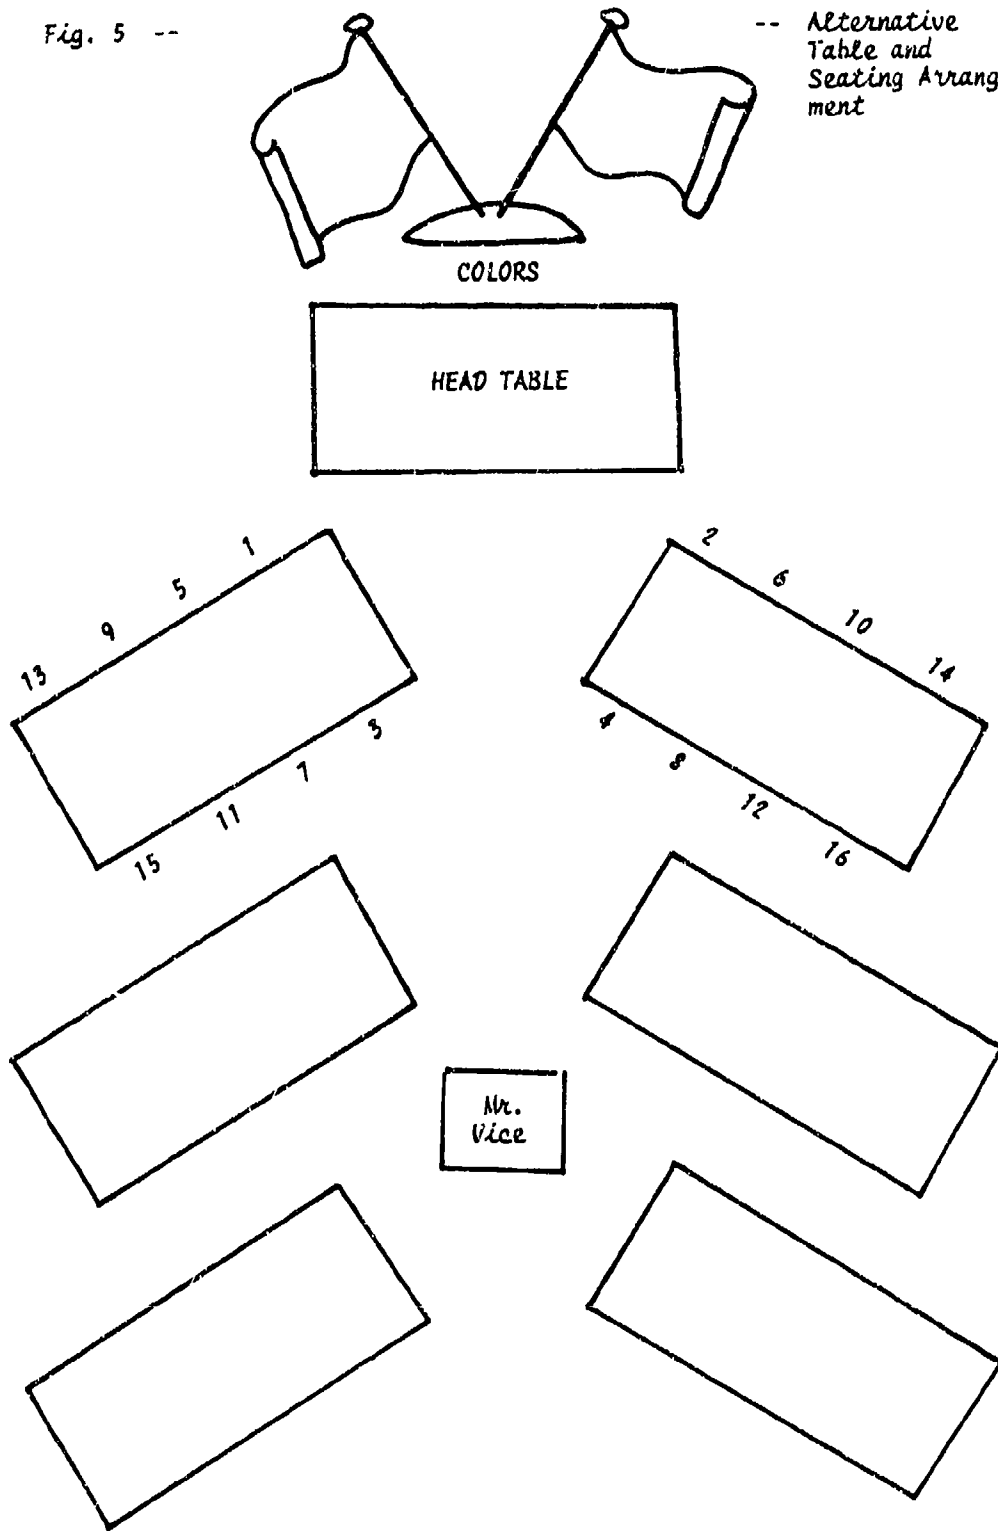 Fig. 5 --
-- Alternative
Table and
Seating Arrang
ment
COLORS
HEAD TABLE
1
5
9
13
3
7
11
15
2
6
10
14
4
8
12
16
Mr.
Vice